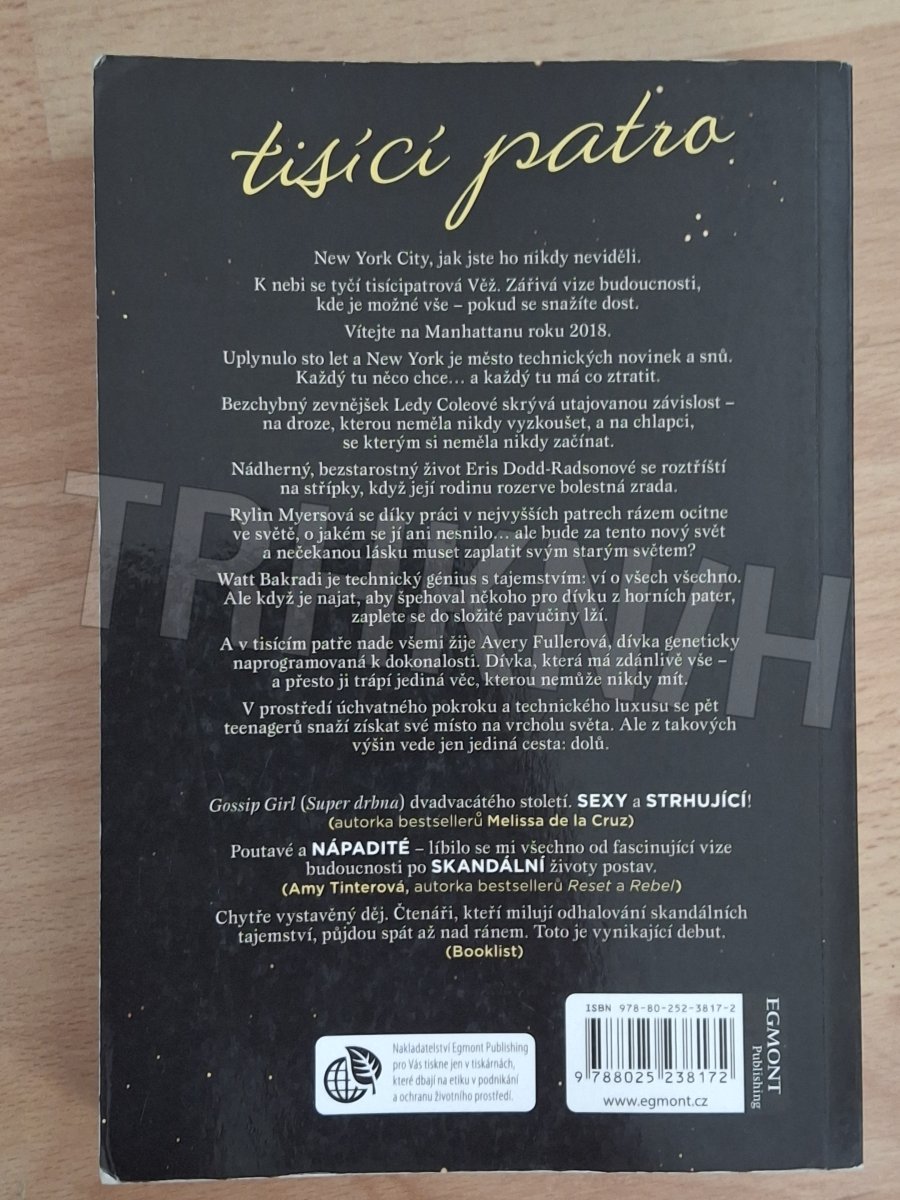 tisící patro
New York City, jak jste ho nikdy neviděli.
K nebi se tyčí tisícipatrová Věž. Zářivá vize budoucnosti,
kde je možné vše – pokud se snažíte dost.
Vítejte na Manhattanu roku 2018.
Uplynulo sto let a New York je město technických novinek a snů.
Každý tu něco chce... a každý tu má co ztratit.
Bezchybný zevnějšek Ledy Coleové skrývá utajovanou závislost –
na droze, kterou neměla nikdy vyzkoušet, a na chlapci,
se kterým si neměla nikdy začínat.
Nádherný, bezstarostný život Eris Dodd-Radsonové se roztříští
na střípky, když její rodinu rozerve bolestná zrada.
Rylin Myersová se díky práci v nejvyšších patrech rázem ocitne
ve světě, o jakém se jí ani nesnilo... ale bude za tento nový svět
a nečekanou lásku muset zaplatit svým starým světem?
Watt Bakradi je technický génius s tajemstvím: ví o všech všechno.
Ale když je najat, aby špehoval někoho pro dívku z horních pater,
zaplete se do složité pavučiny lží.
A v tisícím patře nade všemi žije Avery Fullerová, dívka geneticky
naprogramovaná k dokonalosti. Dívka, která má zdánlivě vše –
a přesto ji trápí jediná věc, kterou nemůže nikdy mít.
V prostředí úchvatného pokroku a technického luxusu se pět
teenagerů snaží získat své místo na vrcholu světa. Ale z takových
výšin vede jen jediná cesta: dolů.
Gossip Girl (Super drbna) dvadvacátého století. SEXY a STRHUJÍCÍ!
(autorka bestsellerů Melissa de la Cruz)
Poutavé a NÁPADITÉ – líbilo se mi všechno od fascinující vize
budoucnosti po SKANDÁLNÍ životy postav.
(Amy Tinterová, autorka bestsellerů Reset a Rebel)
Chytře vystavěný děj. Čtenáři, kteří milují odhalování skandálních
tajemství, půjdou spát až nad ránem. Toto je vynikající debut.
(Booklist)
Nakladatelství Egmont Publishing
pro Vás tiskne jen v tiskárnách,
které dbají na etiku v podnikání
a ochranu životního prostředí.
ISBN 978-80-252-3817-2
9 788025 238172
www.egmont.cz
EGMONT
Publishing
TRHKNIH